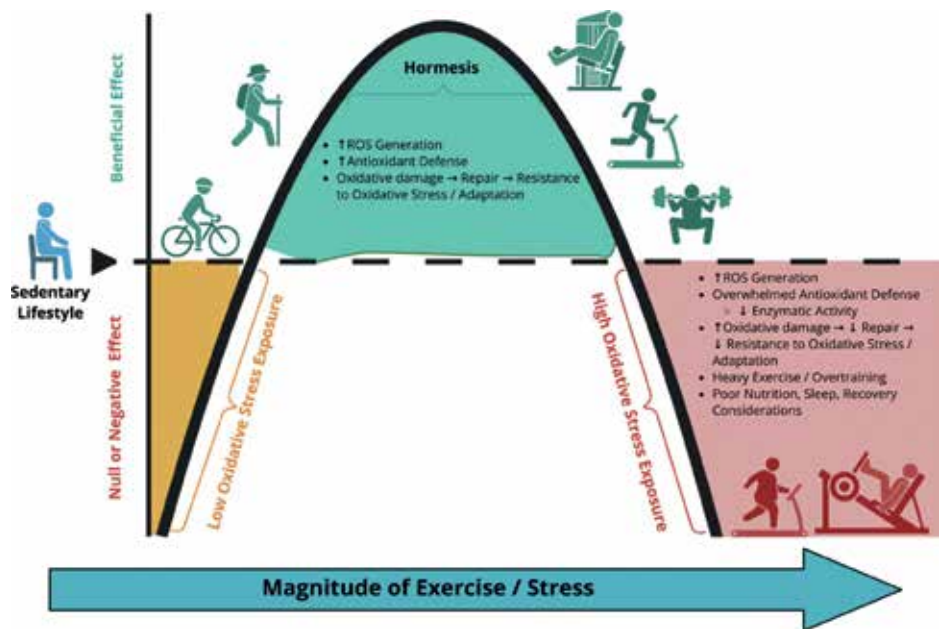 Beneficial Effect
Null or Negative Effect
Sedentary
Lifestyle
Hormesis
• ↑ROS Generation
• ↑Antioxidant Defense
• Oxidative damage → Repair → Resistance
to Oxidative Stress / Adaptation
Low Oxidative Stress Exposure
High Oxidative Stress Exposure
• ↑ROS Generation
• Overwhelmed Antioxidant Defense
○ ↓ Enzymatic Activity
• ↑Oxidative damage → ↓ Repair →
↓ Resistance to Oxidative Stress /
Adaptation
• Heavy Exercise / Overtraining
• Poor Nutrition, Sleep, Recovery
Considerations
Magnitude of Exercise / Stress